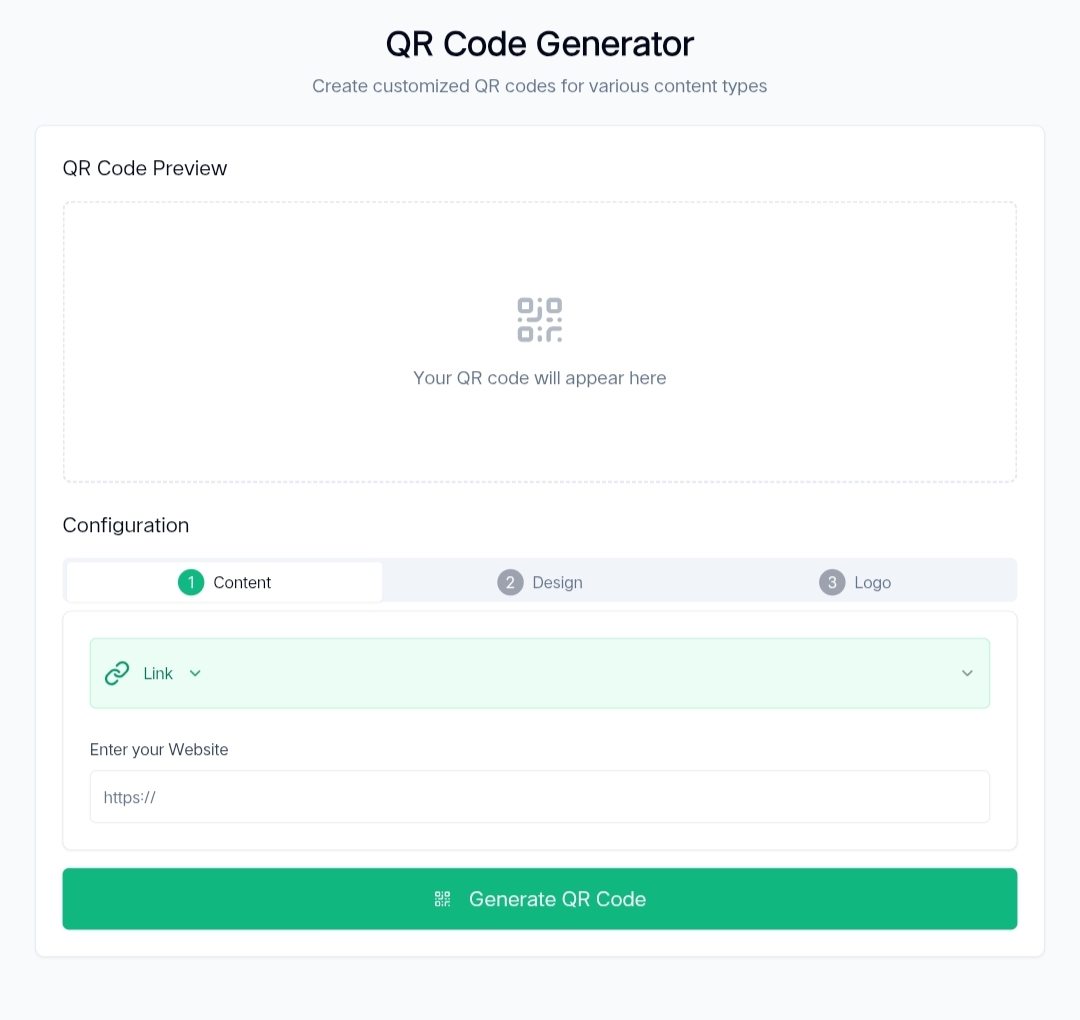 QR Code Generator
Create customized QR codes for various content types
QR Code Preview
Your QR code will appear here
Configuration
1 Content 2 Design 3 Logo
Link
Enter your Website
https://
Generate QR Code